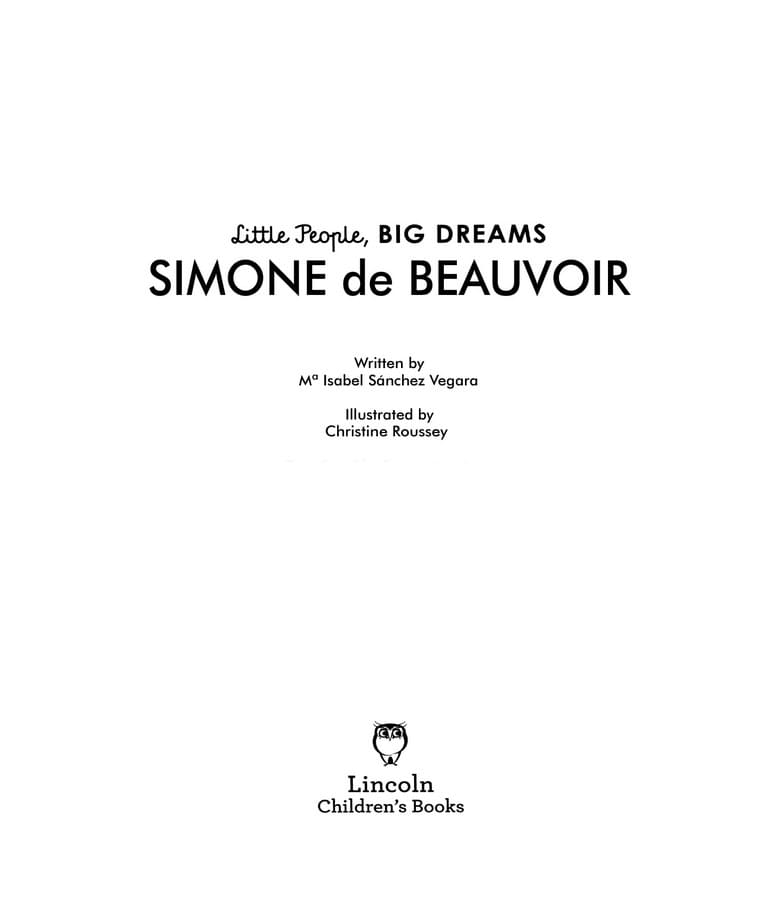 Little People, BIG DREAMS
SIMONE de BEAUVOIR
Written by
Mª Isabel Sánchez Vegara
Illustrated by
Christine Roussey
Lincoln
Children's Books